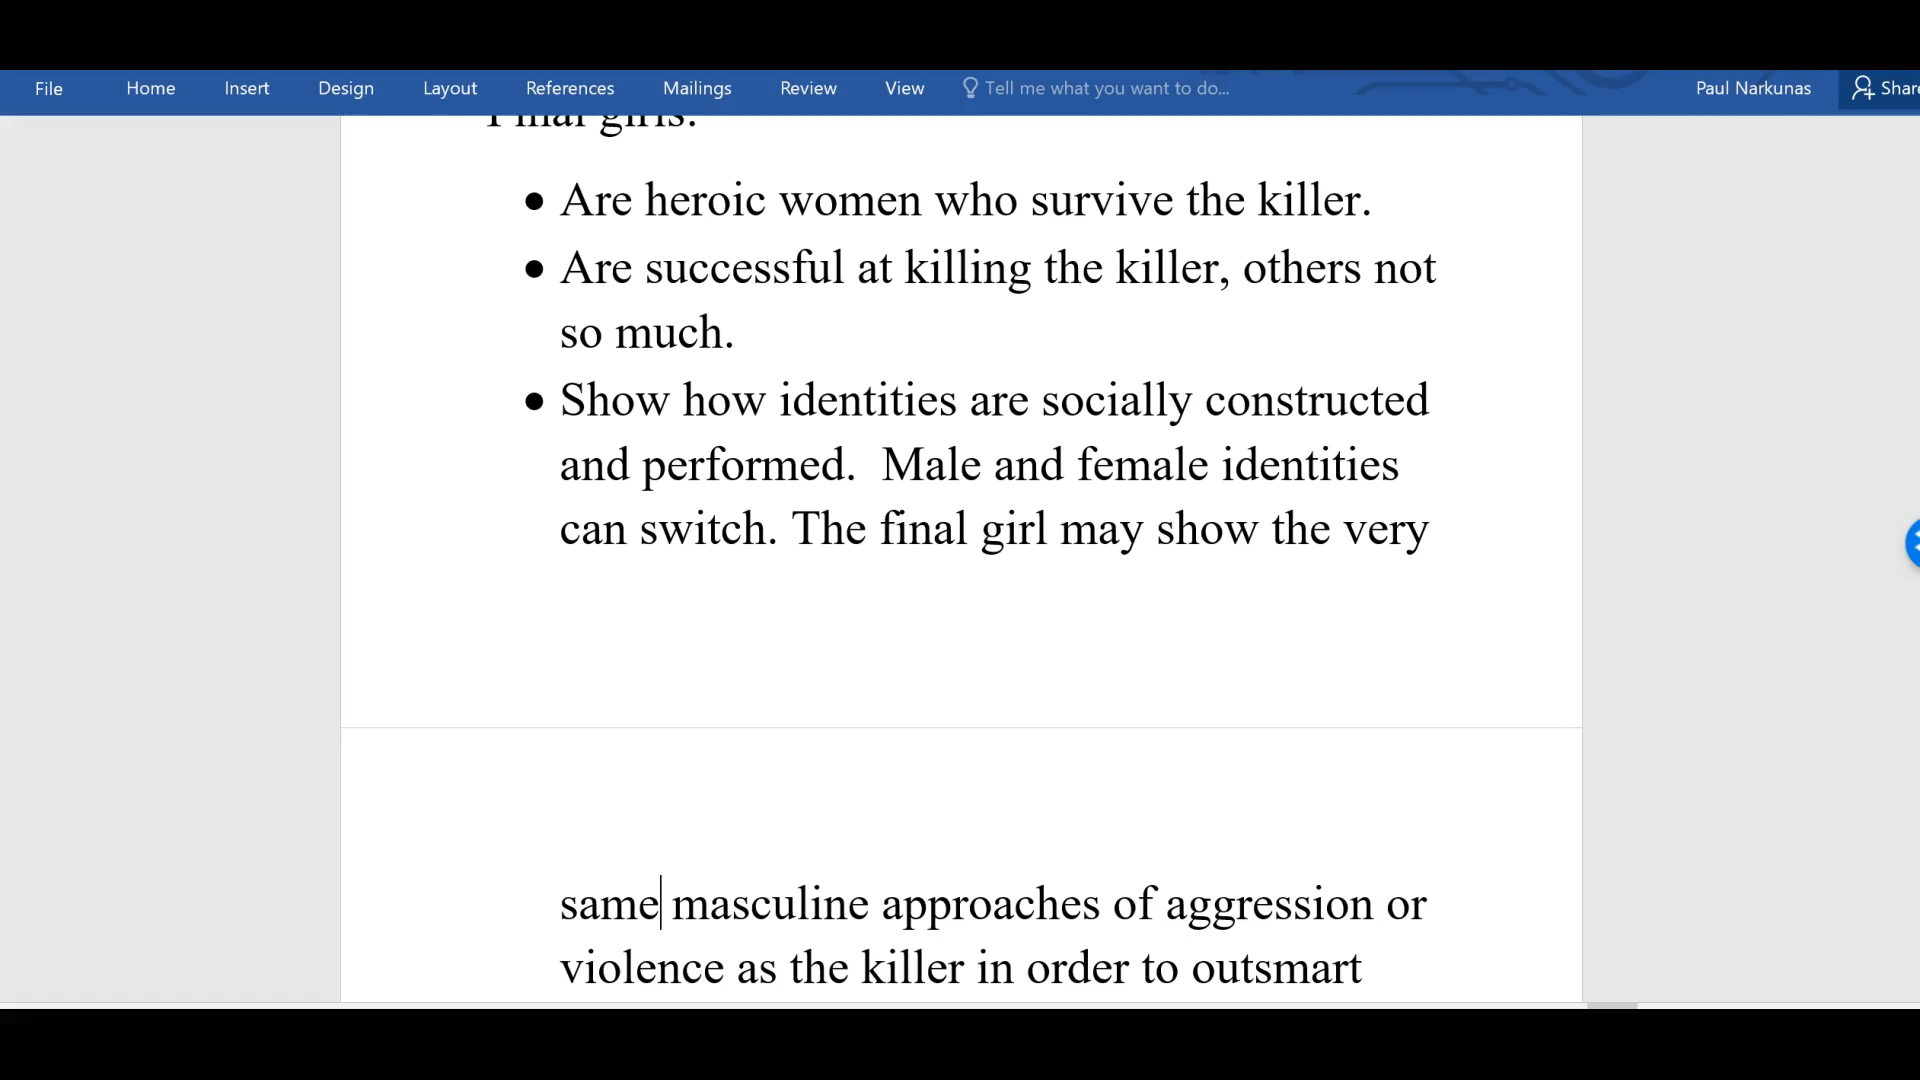 File Home Insert Design Layout References Mailings Review View Tell me what you want to do... Paul Narkunas Share
Final girls:
• Are heroic women who survive the killer.
• Are successful at killing the killer, others not
so much.
• Show how identities are socially constructed
and performed.  Male and female identities
can switch. The final girl may show the very
same masculine approaches of aggression or
violence as the killer in order to outsmart